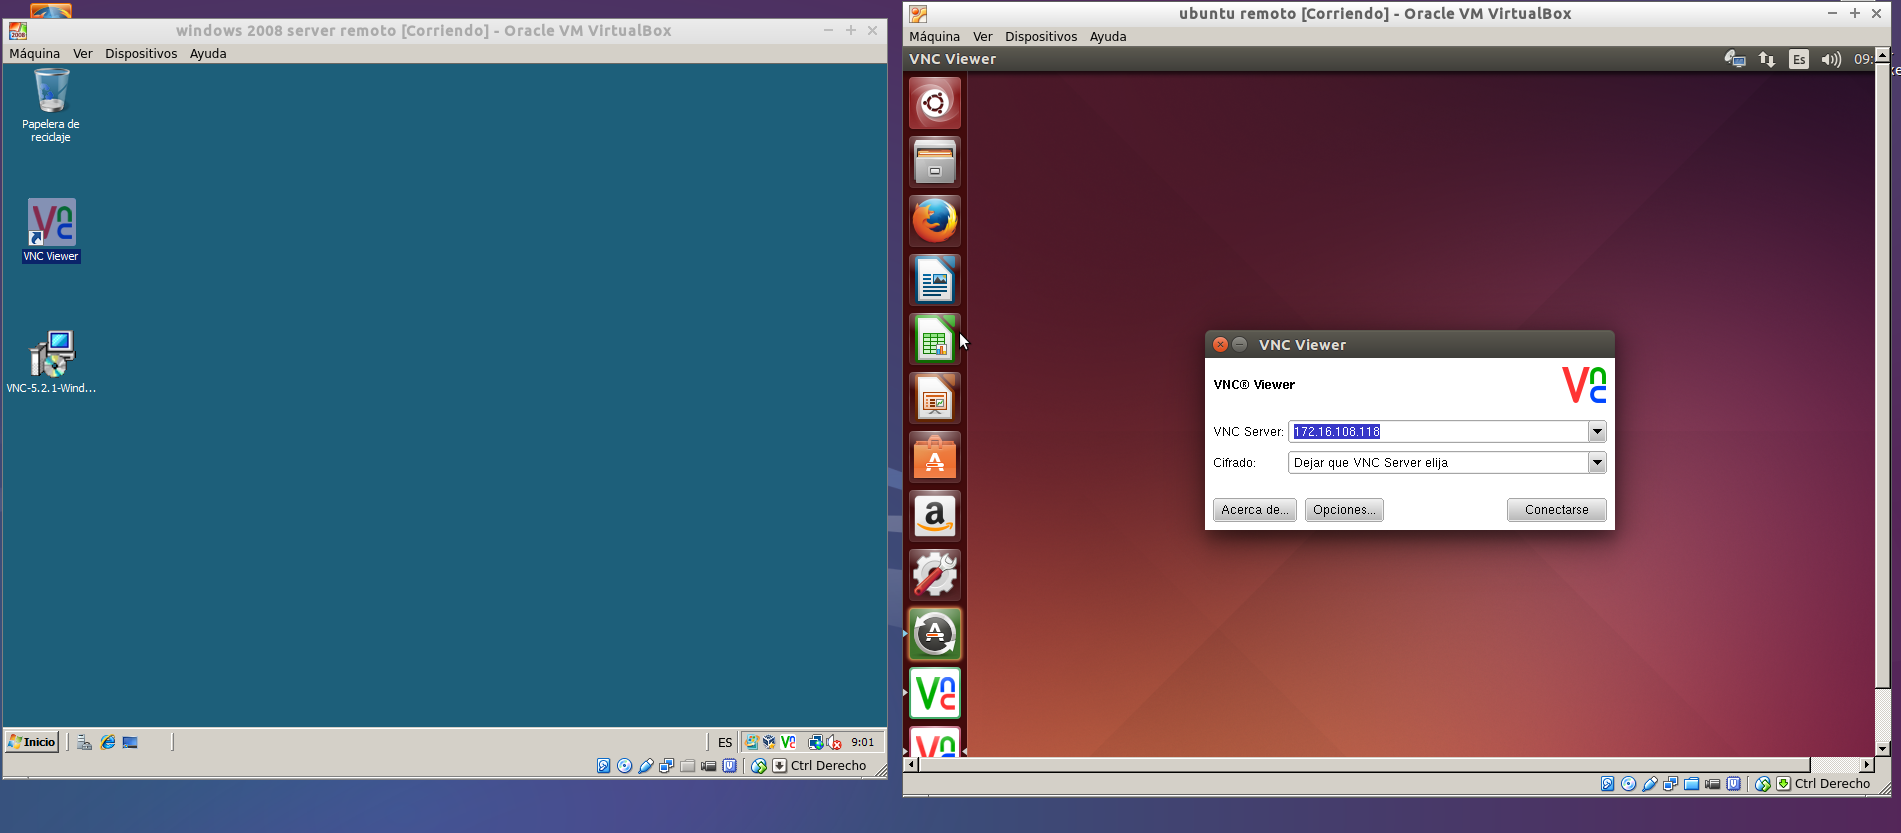 windows 2008 server remoto [Corriendo] - Oracle VM VirtualBox
Máquina Ver Dispositivos Ayuda
Papelera de
reciclaje
VNC Viewer
VNC-5.2.1-Wind...
Inicio
ES
9:01
Ctrl Derecho
ubuntu remoto [Corriendo] - Oracle VM VirtualBox
Máquina Ver Dispositivos Ayuda
VNC Viewer
Es
09:
VNC Viewer
VNC® Viewer
VNC Server: 172.16.108.118
Cifrado: Dejar que VNC Server elija
Acerca de... Opciones... Conectarse
Ctrl Derecho